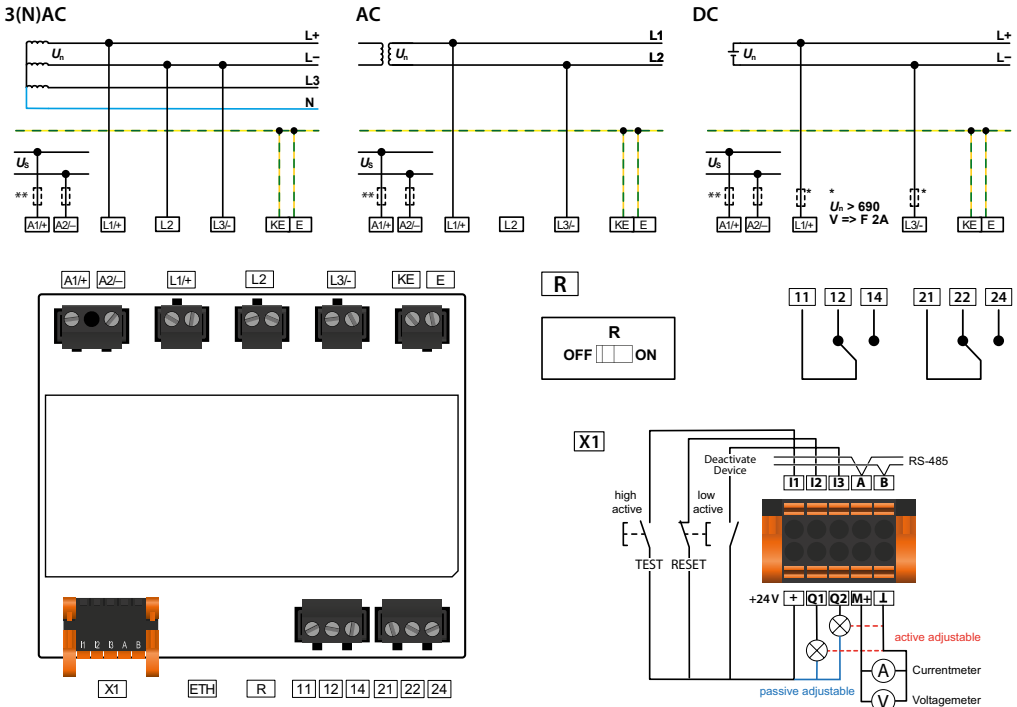 3(N)AC
AC
DC
L+
Un
L–
L3
N
Us
**
A1/+ A2/– L1/+ L2 L3/- KE E
L1
Un
L2
Us
**
A1/+ A2/– L1/+ L2 L3/- KE E
L+
Un
L–
Us
**
*
*
*
Un > 690
V => F 2A
A1/+ A2/– L1/+ L3/- KE E
A1/+ A2/– L1/+ L2 L3/- KE E
I1 I2 I3 A B
X1 ETH R 11 12 14 21 22 24
R
R
OFF ON
11 12 14 21 22 24
X1
Deactivate
Device
RS-485
I1 I2 I3 A B
high
active
low
active
TEST RESET
+24 V + Q1 Q2 M+ ⊥
active adjustable
passive adjustable
A Currentmeter
V Voltagemeter